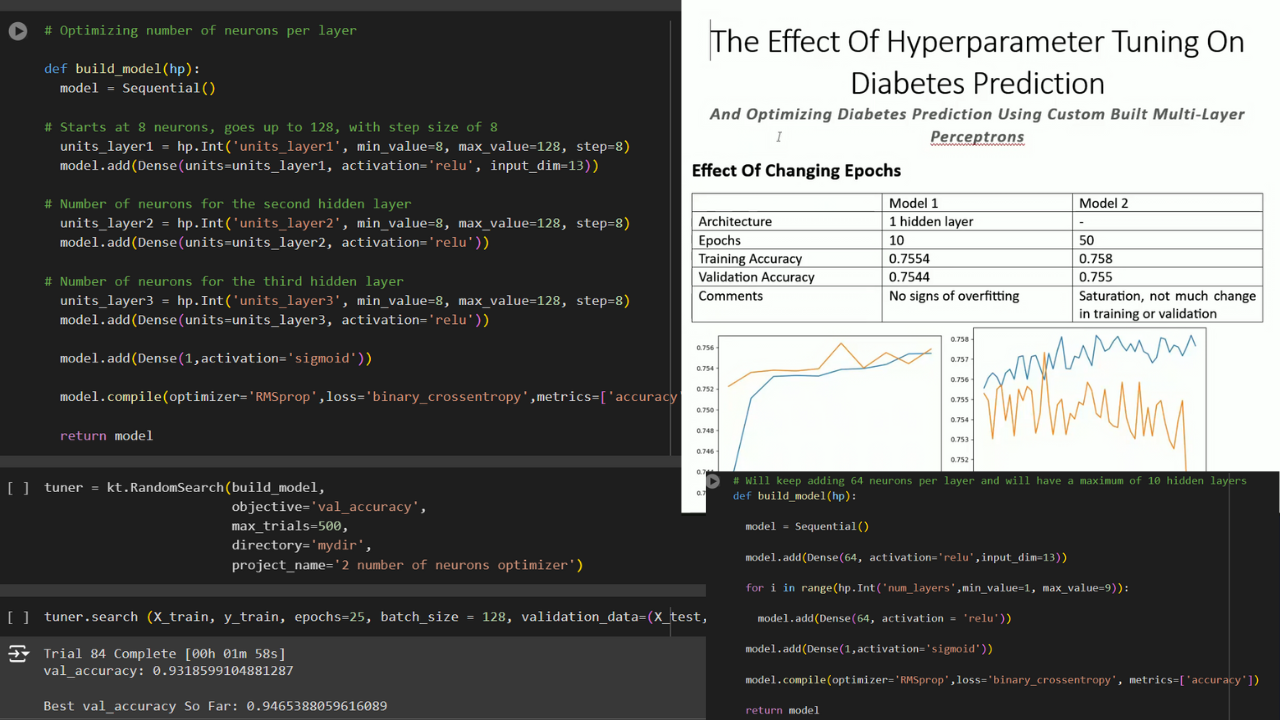 # Optimizing number of neurons per layer
def build_model(hp):
model = Sequential()
# Starts at 8 neurons, goes up to 128, with step size of 8
units_layer1 = hp.Int('units_layer1', min_value=8, max_value=128, step=8)
model.add(Dense(units=units_layer1, activation='relu', input_dim=13))
# Number of neurons for the second hidden layer
units_layer2 = hp.Int('units_layer2', min_value=8, max_value=128, step=8)
model.add(Dense(units=units_layer2, activation='relu'))
# Number of neurons for the third hidden layer
units_layer3 = hp.Int('units_layer3', min_value=8, max_value=128, step=8)
model.add(Dense(units=units_layer3, activation='relu'))
model.add(Dense(1,activation='sigmoid'))
model.compile(optimizer='RMSprop',loss='binary_crossentropy',metrics=['accuracy'
return model
[ ] tuner = kt.RandomSearch(build_model,
objective='val_accuracy',
max_trials=500,
directory='mydir',
project_name='2 number of neurons optimizer')
[ ] tuner.search (X_train, y_train, epochs=25, batch_size = 128, validation_data=(X_test,
Trial 84 Complete [00h 01m 58s]
val_accuracy: 0.9318599104881287
Best val_accuracy So Far: 0.9465388059616089
The Effect Of Hyperparameter Tuning On
Diabetes Prediction
And Optimizing Diabetes Prediction Using Custom Built Multi-Layer
Perceptrons
Effect Of Changing Epochs
Model 1 Model 2
Architecture 1 hidden layer -
Epochs 10 50
Training Accuracy 0.7554 0.758
Validation Accuracy 0.7544 0.755
Comments No signs of overfitting Saturation, not much change
in training or validation
0.756
0.754
0.752
0.750
0.748
0.746
0.758
0.757
0.756
0.755
0.754
0.753
0.752
# Will keep adding 64 neurons per layer and will have a maximum of 10 hidden layers
def build_model(hp):
model = Sequential()
model.add(Dense(64, activation='relu',input_dim=13))
for i in range(hp.Int('num_layers',min_value=1, max_value=9)):
model.add(Dense(64, activation = 'relu'))
model.add(Dense(1,activation='sigmoid'))
model.compile(optimizer='RMSprop',loss='binary_crossentropy', metrics=['accuracy'])
return model